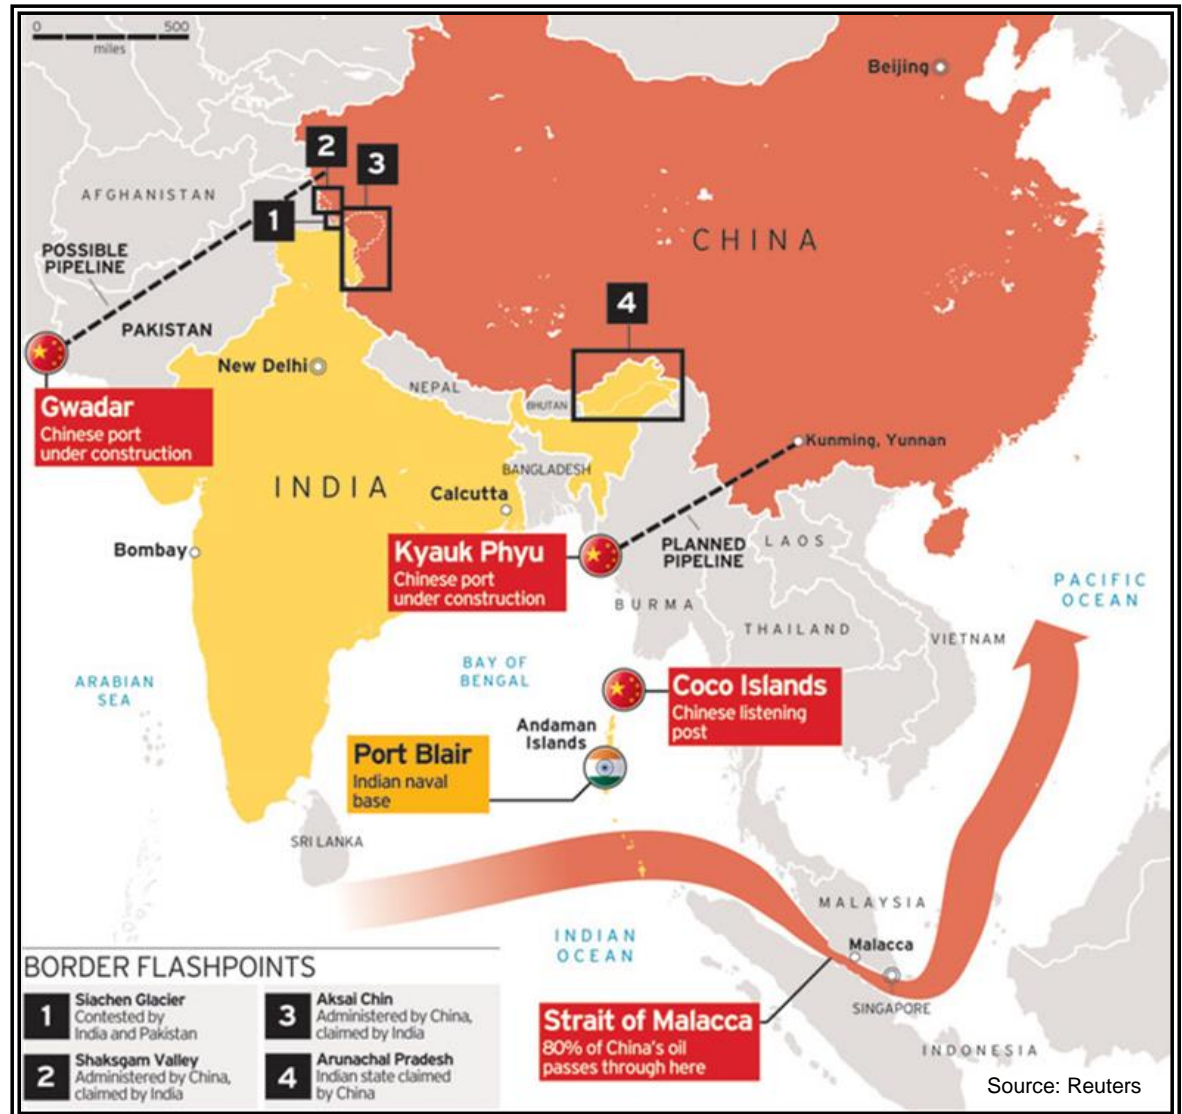 0 500
miles
Beijing
2
3
AFGHANISTAN
1
CHINA
POSSIBLE
PIPELINE
4
PAKISTAN
New Delhi
NEPAL
BHUTAN
Gwadar
Chinese port
under construction
Kunming, Yunnan
BANGLADESH
INDIA
Calcutta
Bombay
Kyauk Phyu
Chinese port
under construction
PLANNED
PIPELINE
LAOS
PACIFIC
OCEAN
BURMA
THAILAND
VIETNAM
ARABIAN
SEA
BAY OF
BENGAL
Coco Islands
Chinese listening
post
Andaman
Islands
Port Blair
Indian naval
base
SRI LANKA
MALAYSIA
INDIAN
OCEAN
Malacca
SINGAPORE
Strait of Malacca
80% of China's oil
passes through here
INDONESIA
BORDER FLASHPOINTS
1
Siachen Glacier
Contested by
India and Pakistan
2
Shaksgam Valley
Administered by China,
claimed by India
3
Aksai Chin
Administered by China,
claimed by India
4
Arunachal Pradesh
Indian state claimed
by China
Source: Reuters